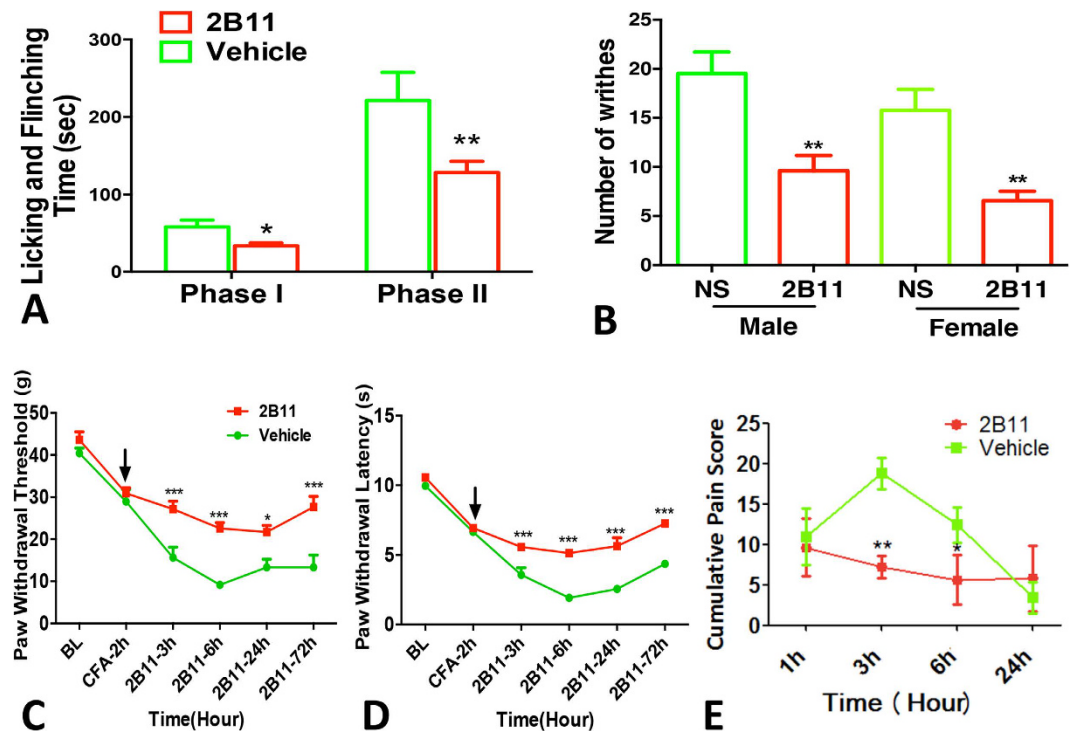 2B11
Vehicle
Licking and Flinching
Time (sec)
300
200
100
0
*
**
Phase I
Phase II
A
Number of writhes
25
20
15
10
5
0
**
**
NS
2B11
NS
2B11
Male
Female
B
Paw Withdrawal Threshold (g)
50
40
30
20
10
0
2B11
Vehicle
***
***
*
***
BL
CFA-2h
2B11-3h
2B11-6h
2B11-24h
2B11-72h
Time(Hour)
C
Paw Withdrawal Latency (s)
15
10
5
0
2B11
Vehicle
***
***
***
***
BL
CFA-2h
2B11-3h
2B11-6h
2B11-24h
2B11-72h
Time(Hour)
D
Cumulative Pain Score
25
20
15
10
5
0
2B11
Vehicle
**
*
1h
3h
6h
24h
Time ( Hour)
E